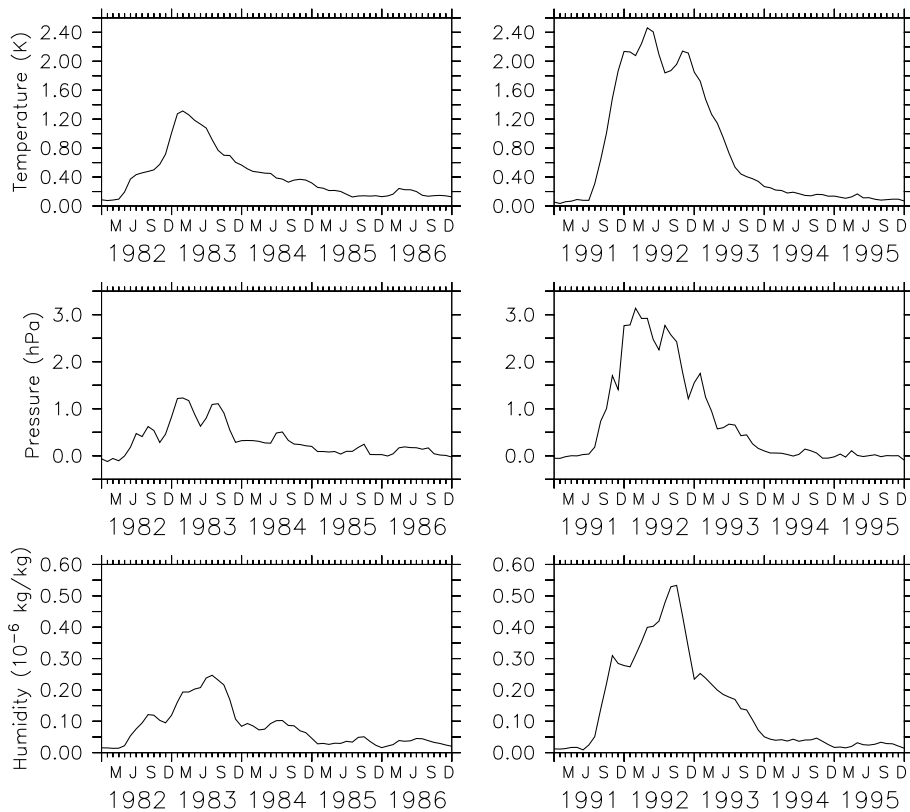 Temperature (K)
2.40
2.00
1.60
1.20
0.80
0.40
0.00
M J S D M J S D M J S D M J S D M J S D
1982 1983 1984 1985 1986
2.40
2.00
1.60
1.20
0.80
0.40
0.00
M J S D M J S D M J S D M J S D M J S D
1991 1992 1993 1994 1995
Pressure (hPa)
3.0
2.0
1.0
0.0
M J S D M J S D M J S D M J S D M J S D
1982 1983 1984 1985 1986
3.0
2.0
1.0
0.0
M J S D M J S D M J S D M J S D M J S D
1991 1992 1993 1994 1995
Humidity (10⁻⁶ kg/kg)
0.60
0.50
0.40
0.30
0.20
0.10
0.00
M J S D M J S D M J S D M J S D M J S D
1982 1983 1984 1985 1986
0.60
0.50
0.40
0.30
0.20
0.10
0.00
M J S D M J S D M J S D M J S D M J S D
1991 1992 1993 1994 1995